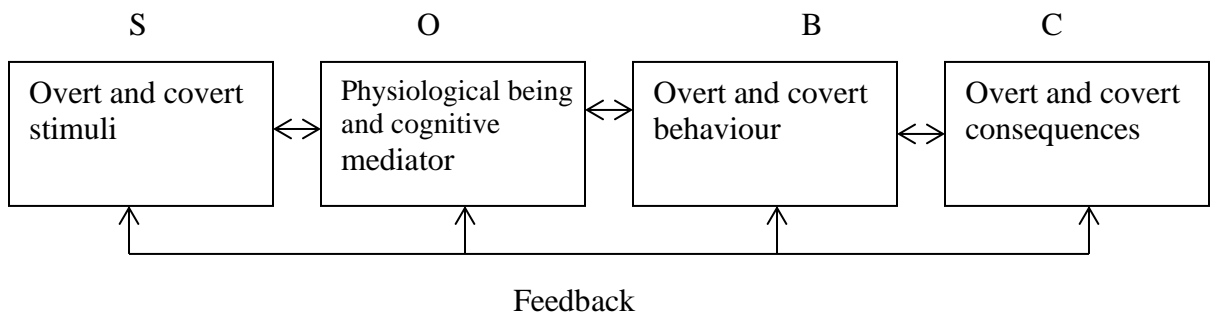 S O B C
Overt and covert
stimuli
Physiological being
and cognitive
mediator
Overt and covert
behaviour
Overt and covert
consequences
Feedback